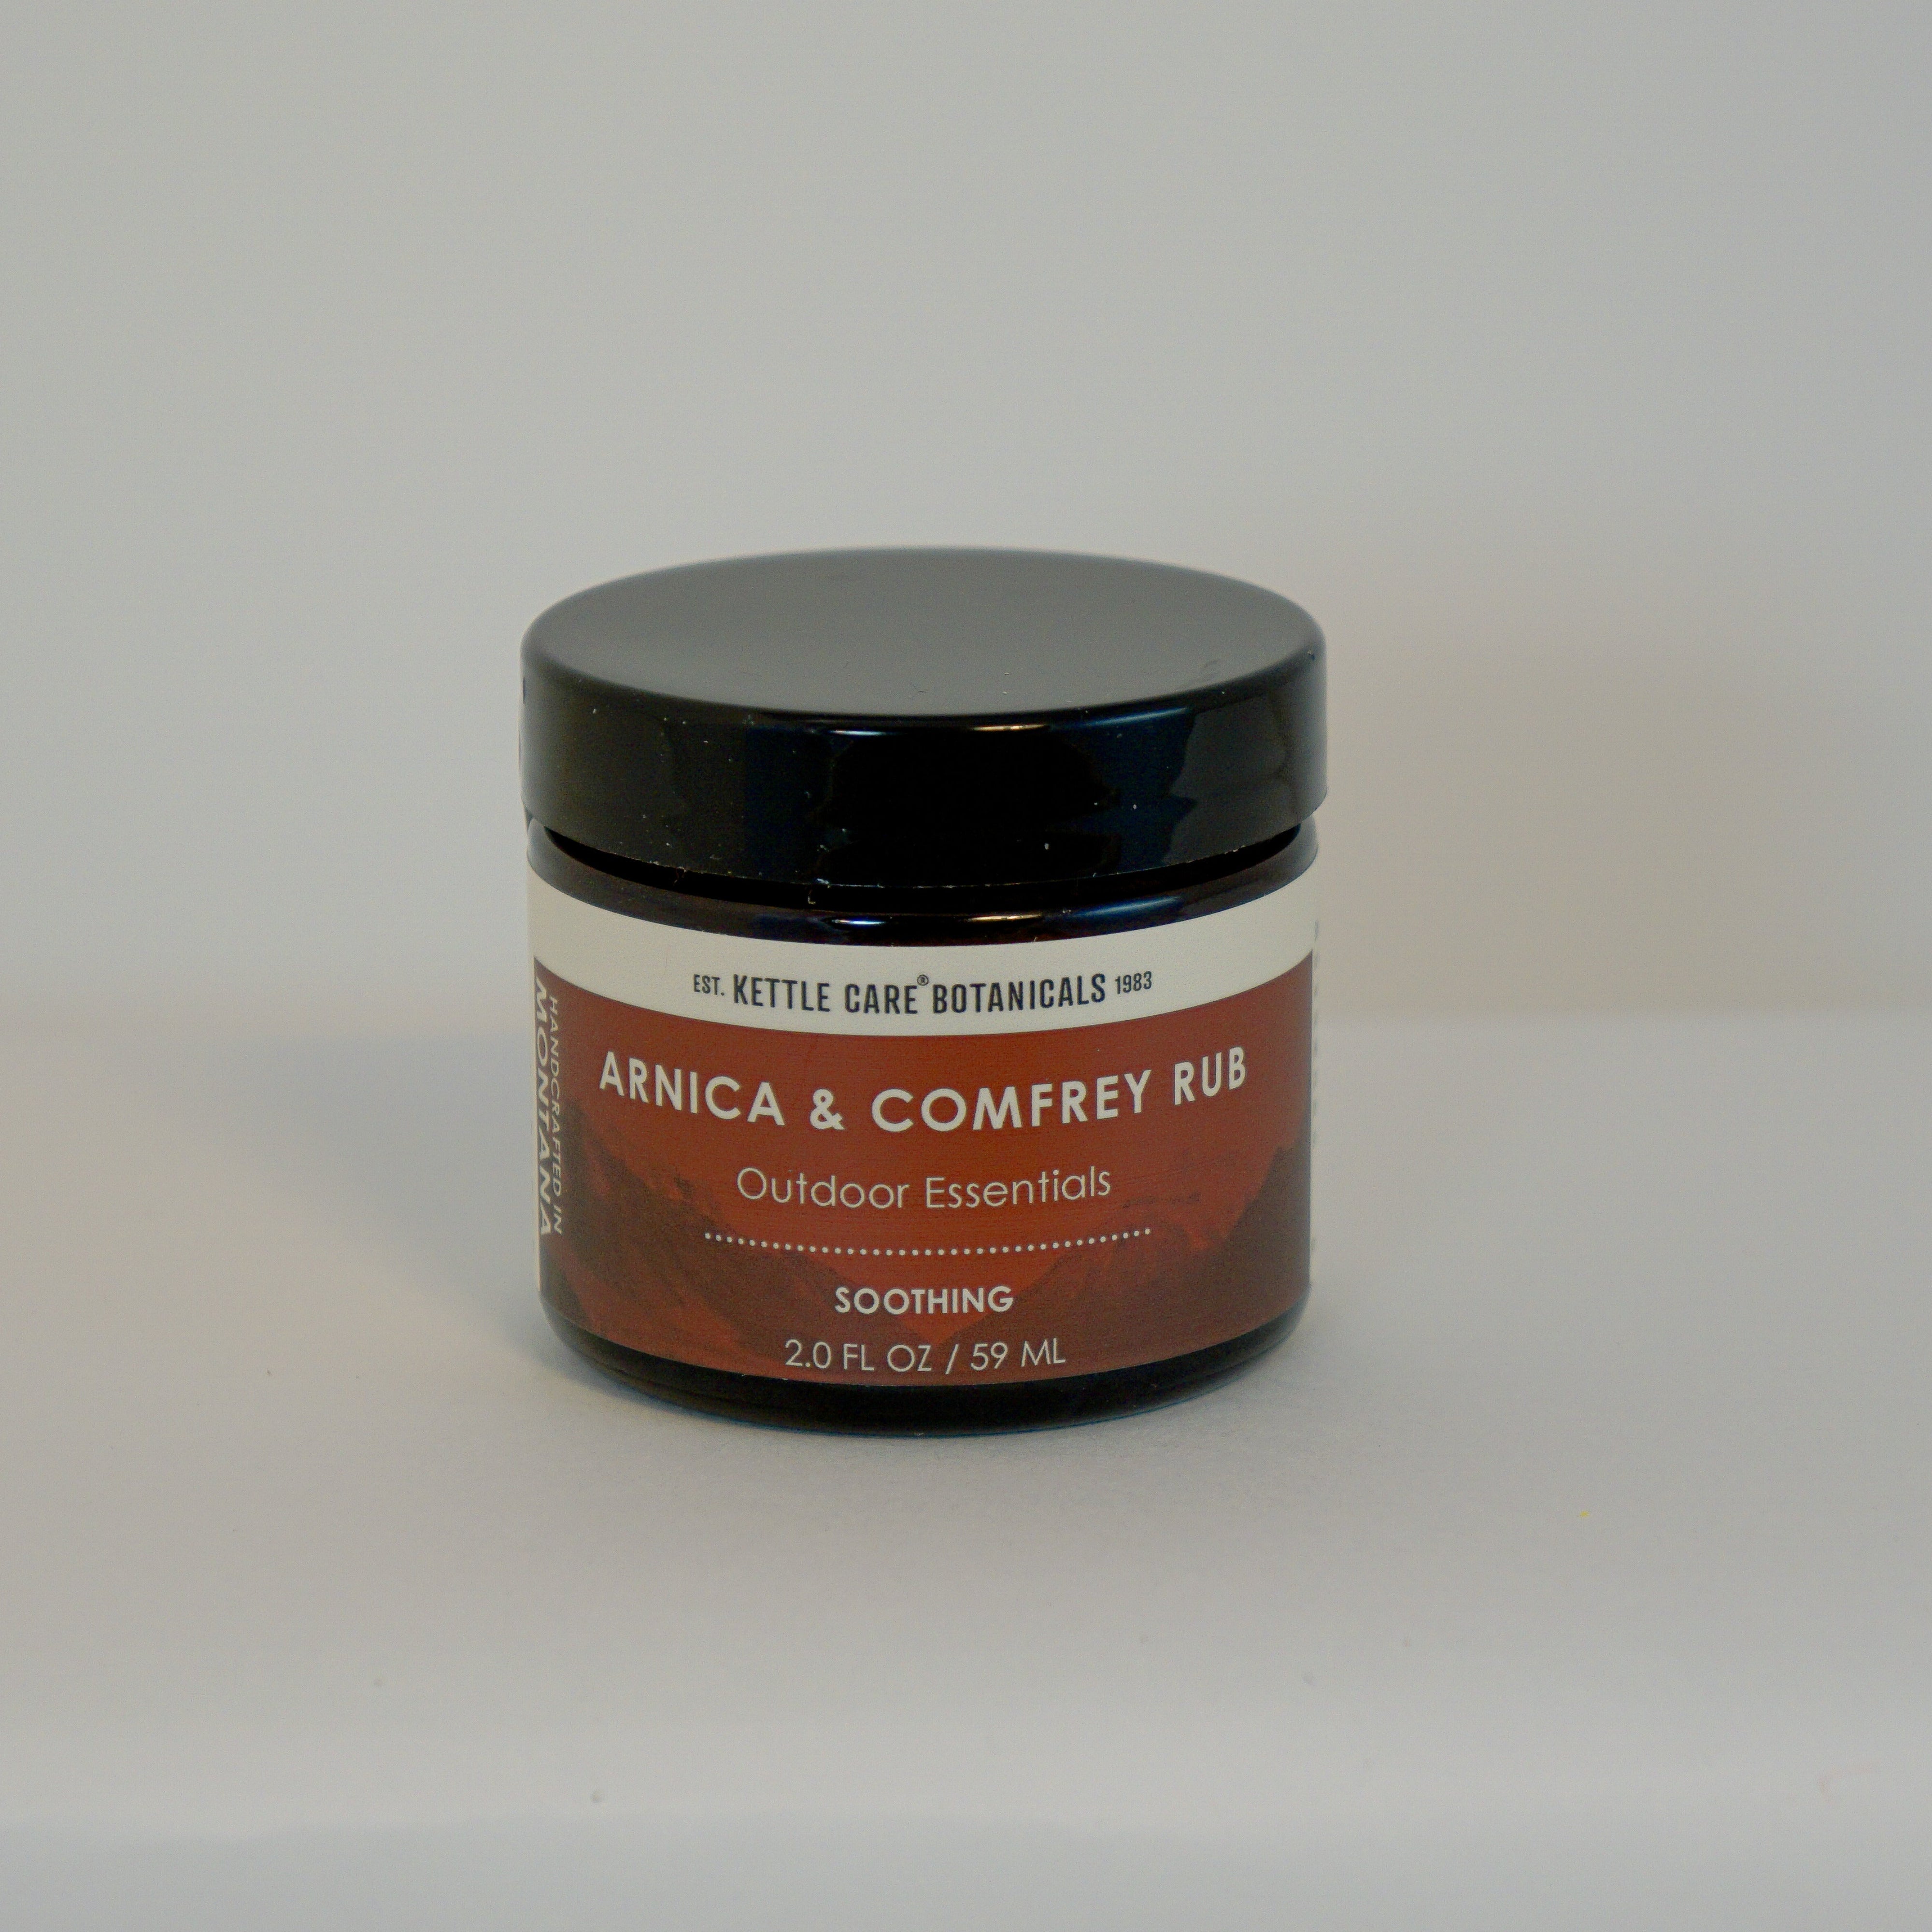 EST. KETTLE CARE® BOTANICALS 1983
ARNICA & COMFREY RUB
Outdoor Essentials
SOOTHING
2.0 FL OZ / 59 ML
HANDCRAFTED IN
MONTANA